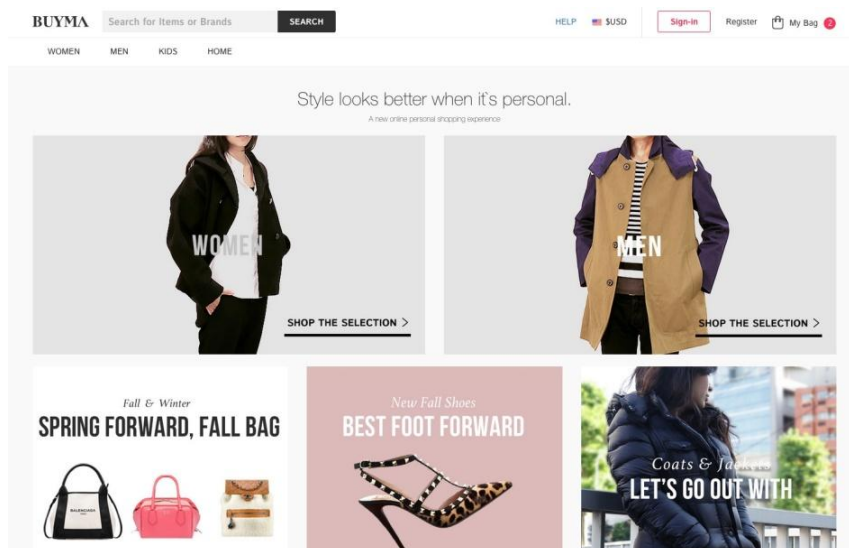 BUYMA
Search for Items or Brands
SEARCH
HELP
$USD
Sign-in
Register
My Bag 2
WOMEN MEN KIDS HOME
Style looks better when it's personal.
A new online personal shopping experience
WOMEN
SHOP THE SELECTION >
MEN
SHOP THE SELECTION >
Fall & Winter
SPRING FORWARD, FALL BAG
BALENCIAGA
New Fall Shoes
BEST FOOT FORWARD
Coats & Jackets
LET'S GO OUT WITH